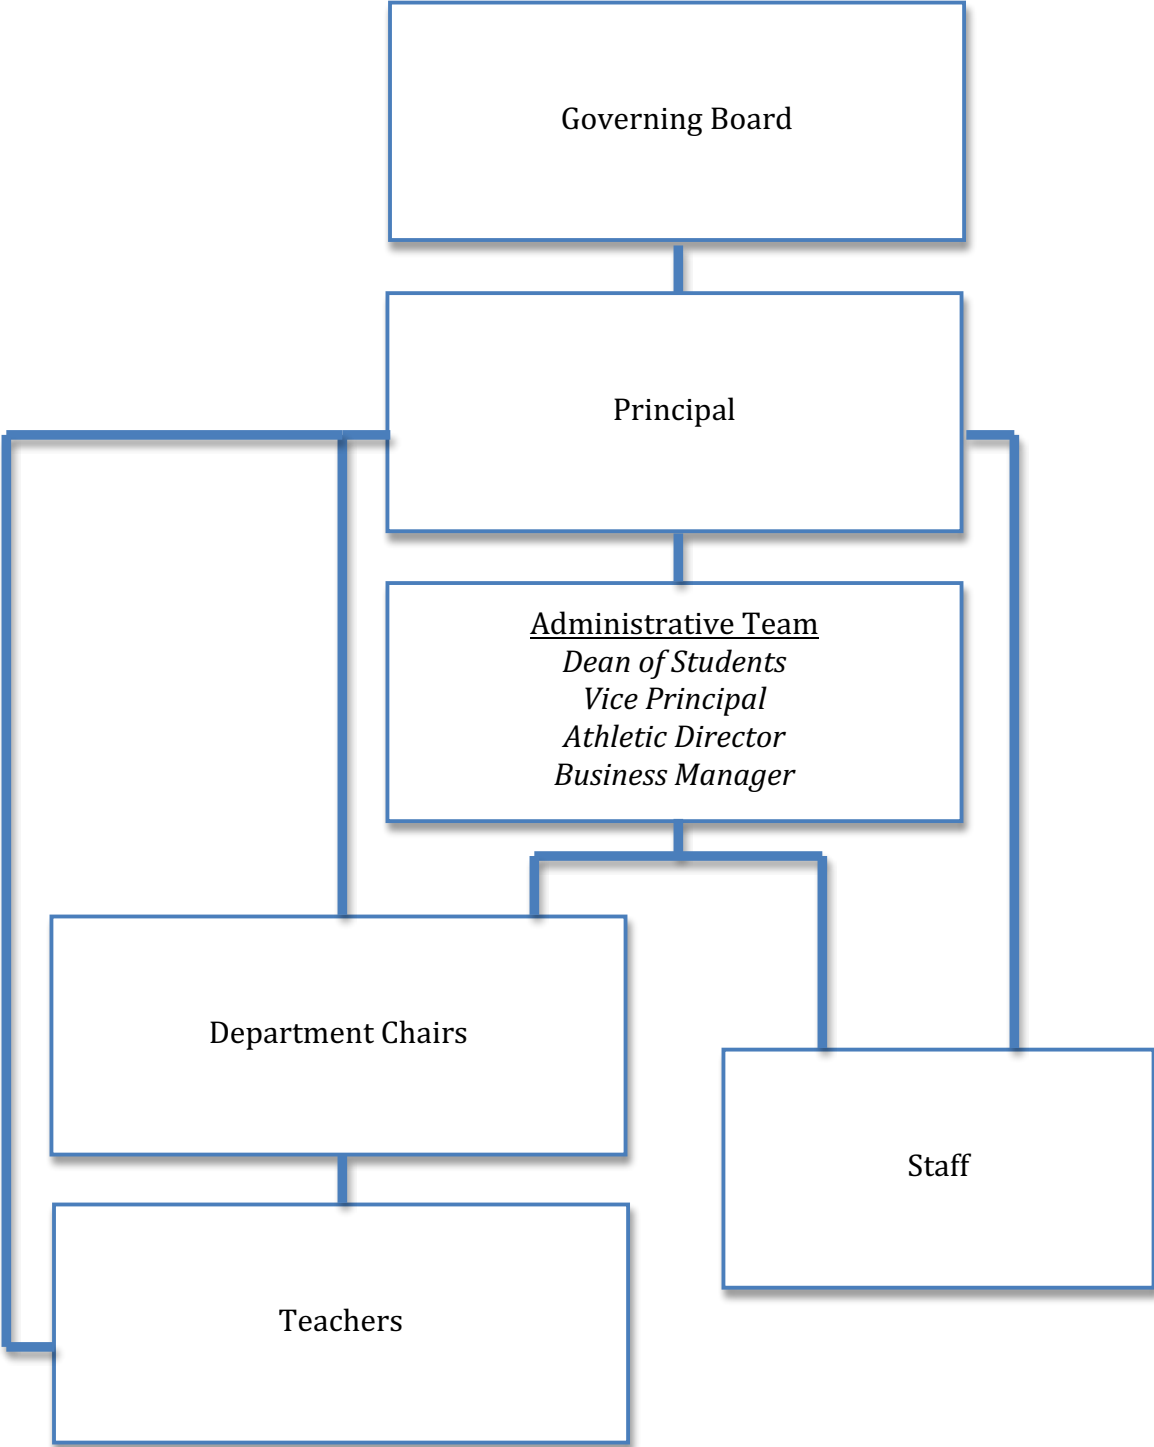 Governing Board
Principal
Administrative Team
Dean of Students
Vice Principal
Athletic Director
Business Manager
Department Chairs
Staff
Teachers